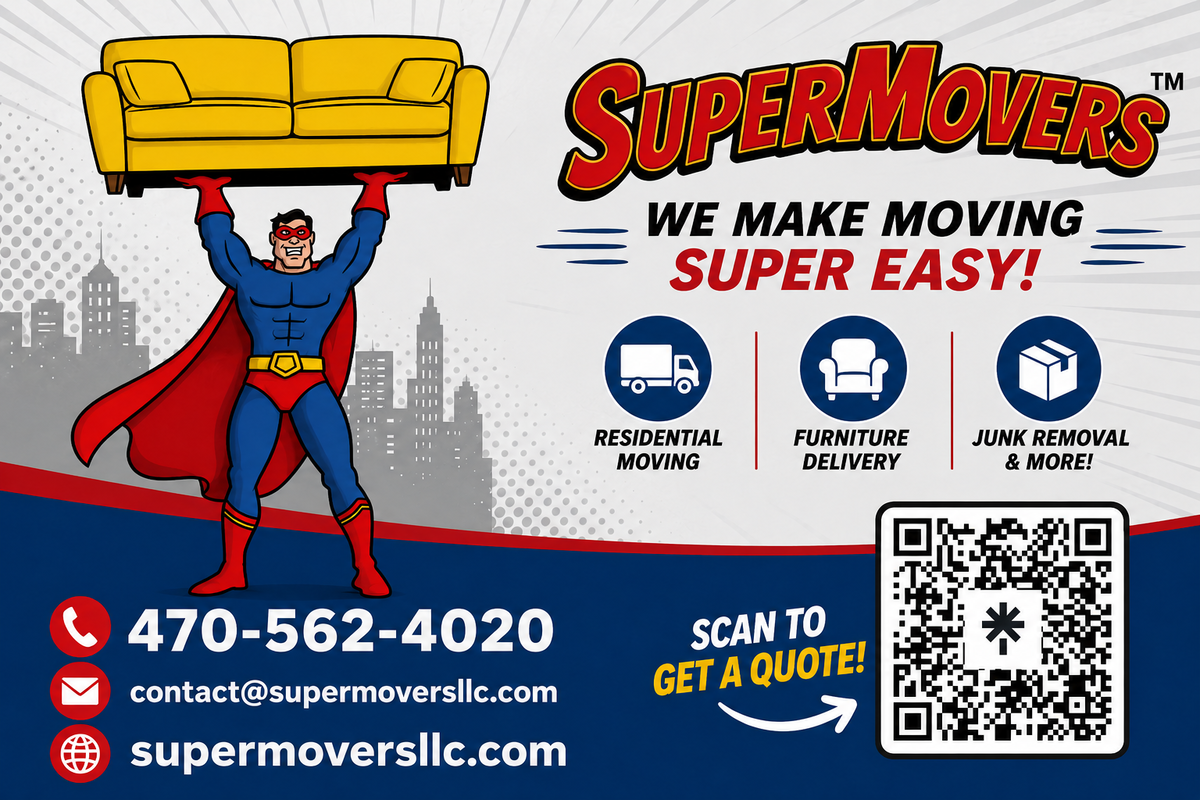 SUPERMOVERS™
WE MAKE MOVING
SUPER EASY!
RESIDENTIAL
MOVING
FURNITURE
DELIVERY
JUNK REMOVAL
& MORE!
470-562-4020
contact@supermoversllc.com
supermoversllc.com
SCAN TO
GET A QUOTE!